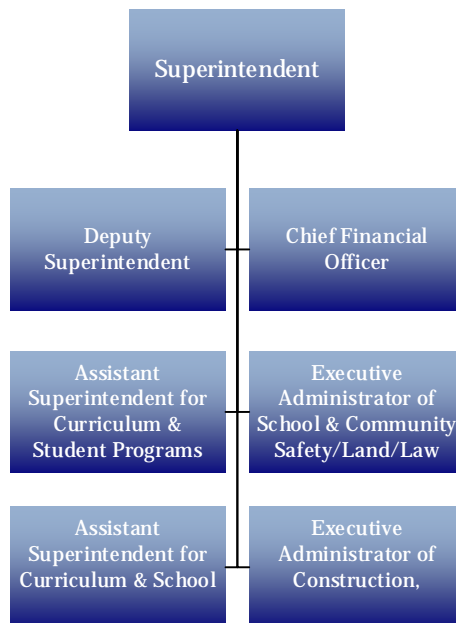 Superintendent
Deputy
Superintendent
Chief Financial
Officer
Assistant
Superintendent for
Curriculum &
Student Programs
Executive
Administrator of
School & Community
Safety/Land/Law
Assistant
Superintendent for
Curriculum & School
Executive
Administrator of
Construction,